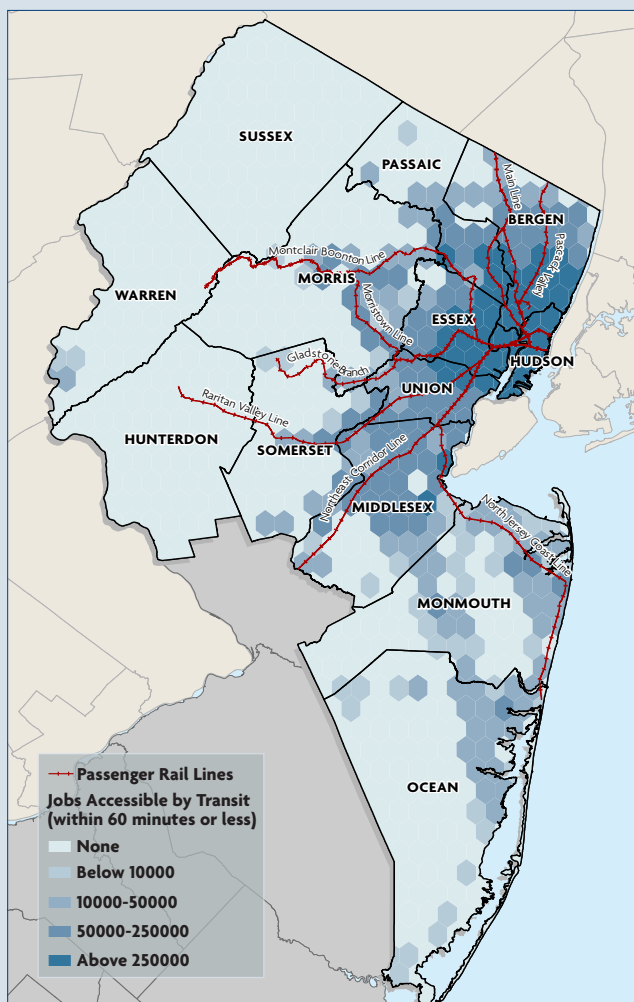 SUSSEX
PASSAIC
Main Line
BERGEN
Pascack Valley
Montclair Boonton Line
MORRIS
WARREN
Morristown Line
ESSEX
HUDSON
Gladstone Branch
UNION
Raritan Valley Line
HUNTERDON
SOMERSET
Northeast Corridor Line
MIDDLESEX
North Jersey Coast Line
MONMOUTH
OCEAN
Passenger Rail Lines
Jobs Accessible by Transit
(within 60 minutes or less)
None
Below 10000
10000-50000
50000-250000
Above 250000